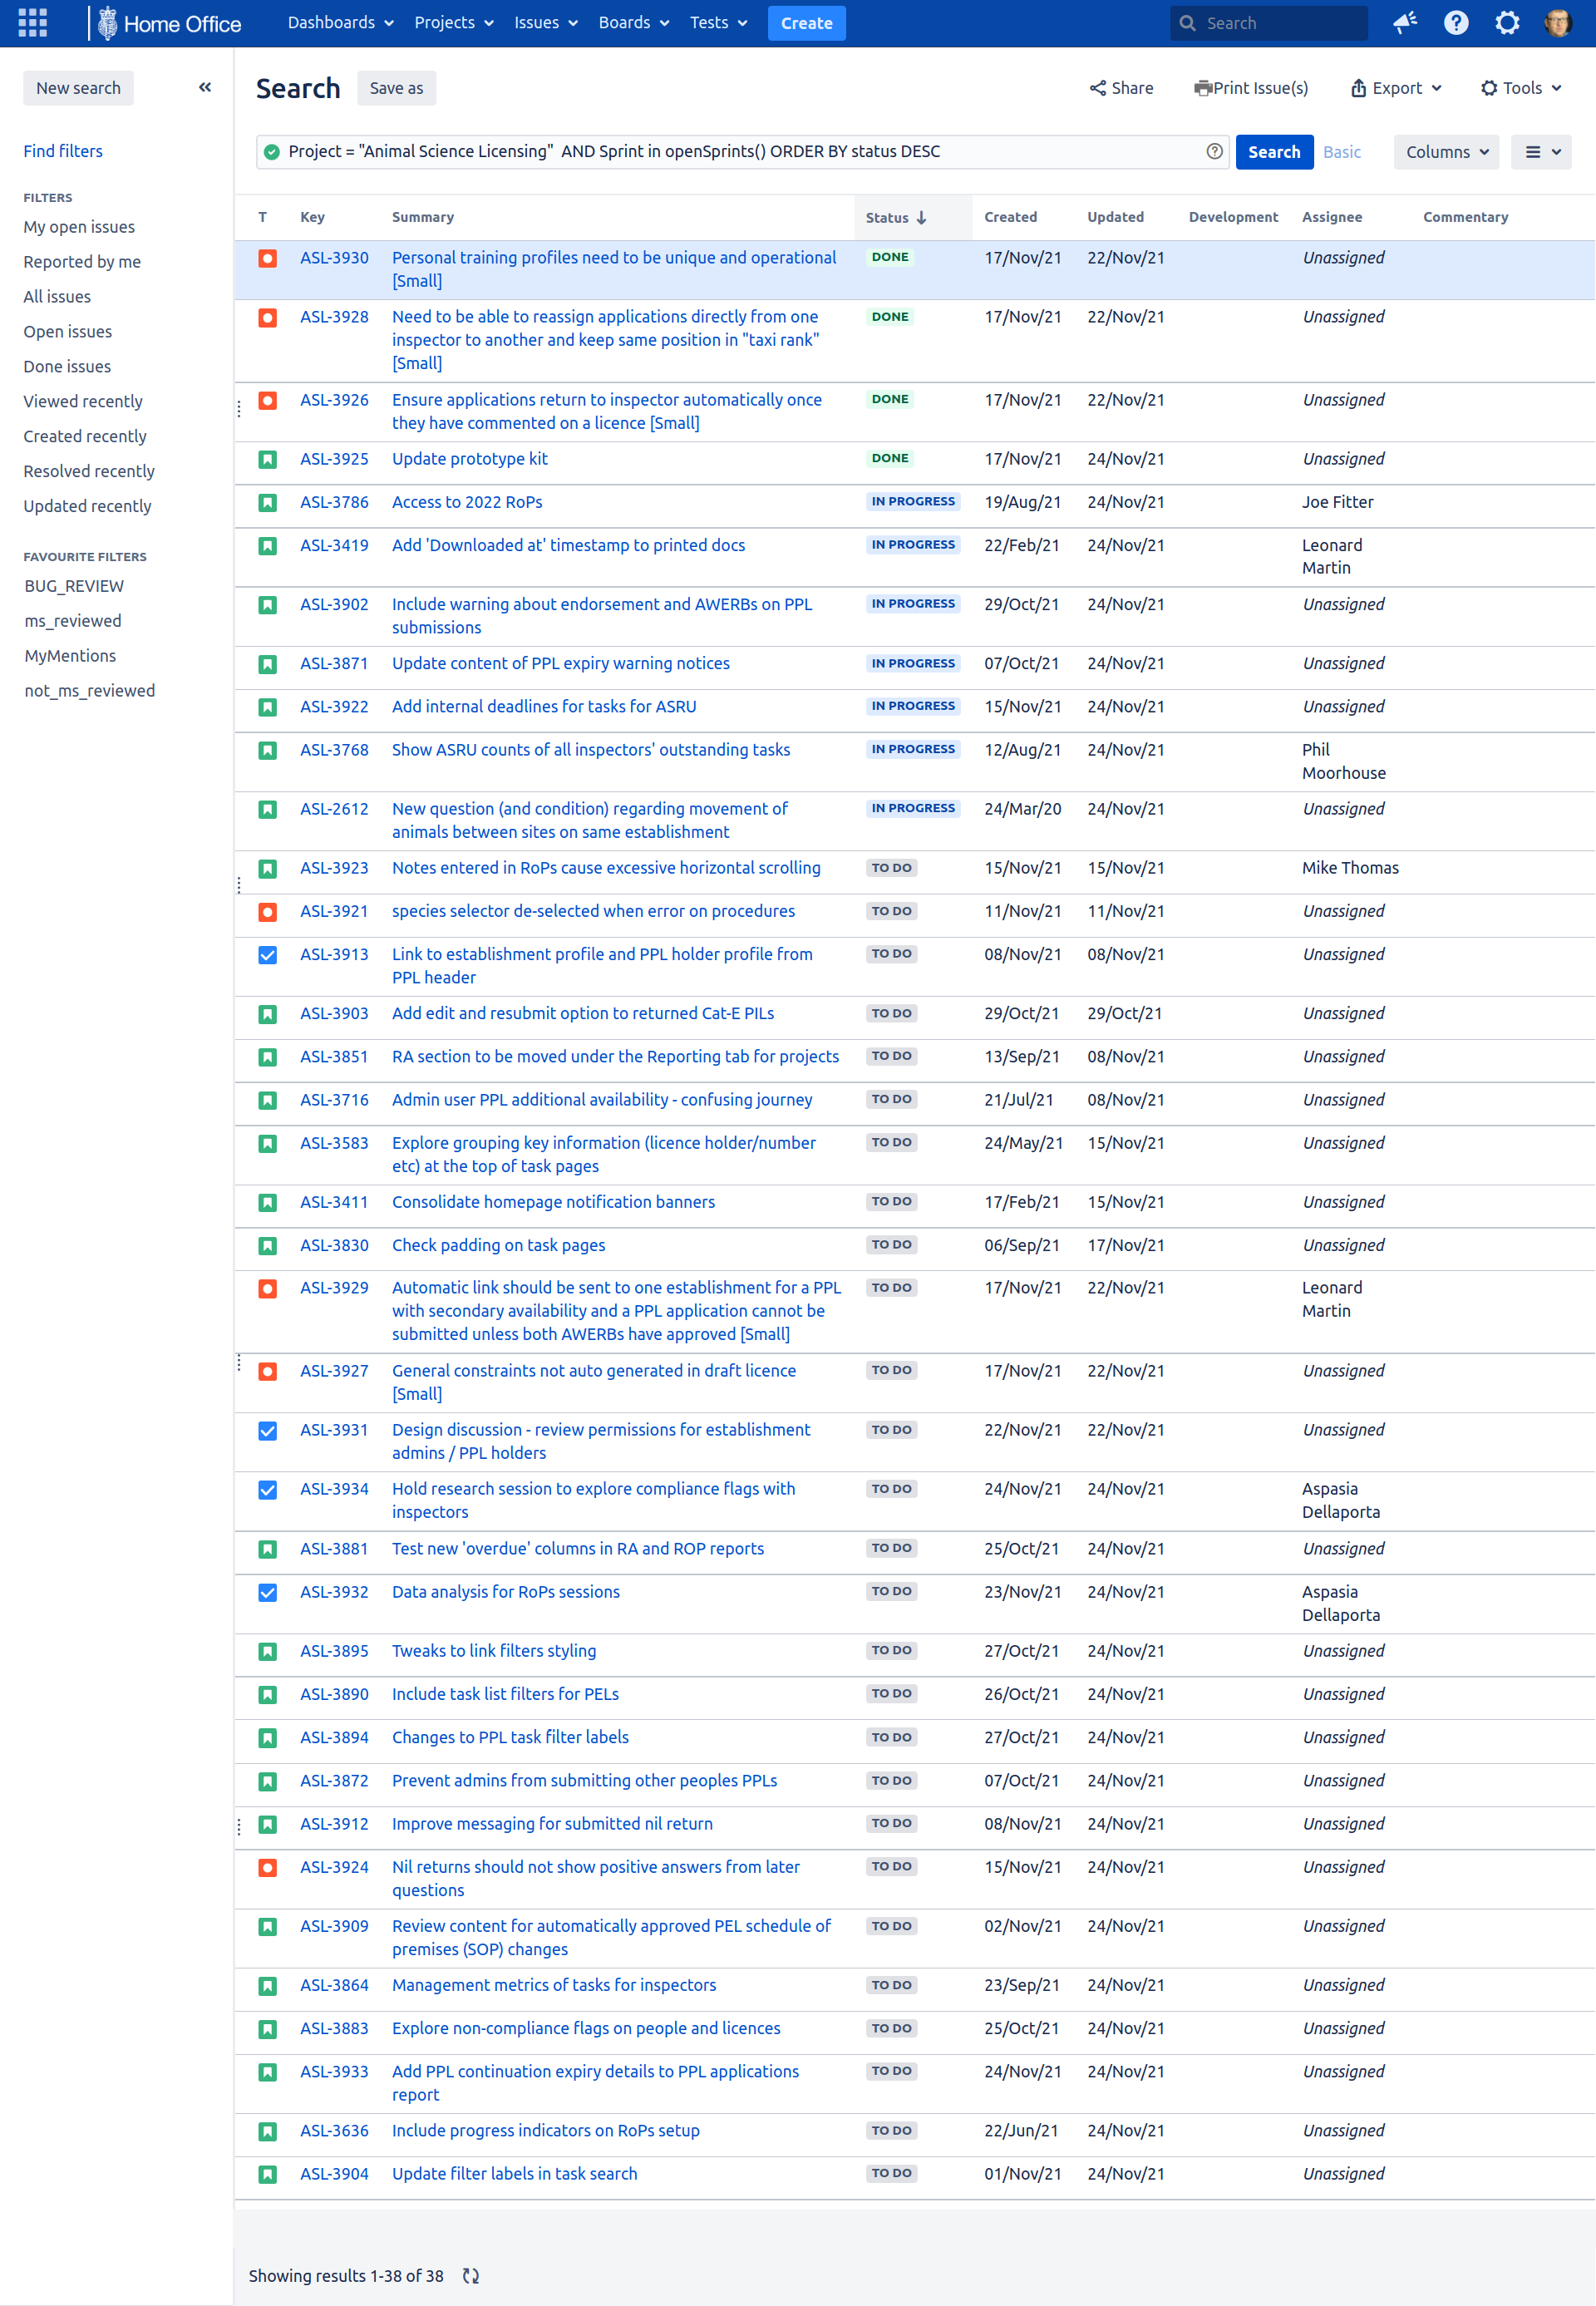 Home Office
Dashboards Projects Issues Boards Tests Create Search
New search
Find filters
FILTERS
My open issues
Reported by me
All issues
Open issues
Done issues
Viewed recently
Created recently
Resolved recently
Updated recently
FAVOURITE FILTERS
BUG_REVIEW
ms_reviewed
MyMentions
not_ms_reviewed
Search Save as Share Print Issue(s) Export Tools
Project = "Animal Science Licensing" AND Sprint in openSprints() ORDER BY status DESC Search Basic Columns
T Key Summary Status Created Updated Development Assignee Commentary
ASL-3930 Personal training profiles need to be unique and operational DONE 17/Nov/21 22/Nov/21 Unassigned
[Small]
ASL-3928 Need to be able to reassign applications directly from one DONE 17/Nov/21 22/Nov/21 Unassigned
inspector to another and keep same position in "taxi rank"
[Small]
ASL-3926 Ensure applications return to inspector automatically once DONE 17/Nov/21 22/Nov/21 Unassigned
they have commented on a licence [Small]
ASL-3925 Update prototype kit DONE 17/Nov/21 24/Nov/21 Unassigned
ASL-3786 Access to 2022 RoPs IN PROGRESS 19/Aug/21 24/Nov/21 Joe Fitter
ASL-3419 Add 'Downloaded at' timestamp to printed docs IN PROGRESS 22/Feb/21 24/Nov/21 Leonard
Martin
ASL-3902 Include warning about endorsement and AWERBs on PPL IN PROGRESS 29/Oct/21 24/Nov/21 Unassigned
submissions
ASL-3871 Update content of PPL expiry warning notices IN PROGRESS 07/Oct/21 24/Nov/21 Unassigned
ASL-3922 Add internal deadlines for tasks for ASRU IN PROGRESS 15/Nov/21 24/Nov/21 Unassigned
ASL-3768 Show ASRU counts of all inspectors' outstanding tasks IN PROGRESS 12/Aug/21 24/Nov/21 Phil
Moorhouse
ASL-2612 New question (and condition) regarding movement of IN PROGRESS 24/Mar/20 24/Nov/21 Unassigned
animals between sites on same establishment
ASL-3923 Notes entered in RoPs cause excessive horizontal scrolling TO DO 15/Nov/21 15/Nov/21 Mike Thomas
ASL-3921 species selector de-selected when error on procedures TO DO 11/Nov/21 11/Nov/21 Unassigned
ASL-3913 Link to establishment profile and PPL holder profile from TO DO 08/Nov/21 08/Nov/21 Unassigned
PPL header
ASL-3903 Add edit and resubmit option to returned Cat-E PILs TO DO 29/Oct/21 29/Oct/21 Unassigned
ASL-3851 RA section to be moved under the Reporting tab for projects TO DO 13/Sep/21 08/Nov/21 Unassigned
ASL-3716 Admin user PPL additional availability - confusing journey TO DO 21/Jul/21 08/Nov/21 Unassigned
ASL-3583 Explore grouping key information (licence holder/number TO DO 24/May/21 15/Nov/21 Unassigned
etc) at the top of task pages
ASL-3411 Consolidate homepage notification banners TO DO 17/Feb/21 15/Nov/21 Unassigned
ASL-3830 Check padding on task pages TO DO 06/Sep/21 17/Nov/21 Unassigned
ASL-3929 Automatic link should be sent to one establishment for a PPL TO DO 17/Nov/21 22/Nov/21 Leonard
with secondary availability and a PPL application cannot be Martin
submitted unless both AWERBs have approved [Small]
ASL-3927 General constraints not auto generated in draft licence TO DO 17/Nov/21 22/Nov/21 Unassigned
[Small]
ASL-3931 Design discussion - review permissions for establishment TO DO 22/Nov/21 22/Nov/21 Unassigned
admins / PPL holders
ASL-3934 Hold research session to explore compliance flags with TO DO 24/Nov/21 24/Nov/21 Aspasia
inspectors Dellaporta
ASL-3881 Test new 'overdue' columns in RA and ROP reports TO DO 25/Oct/21 24/Nov/21 Unassigned
ASL-3932 Data analysis for RoPs sessions TO DO 23/Nov/21 24/Nov/21 Aspasia
Dellaporta
ASL-3895 Tweaks to link filters styling TO DO 27/Oct/21 24/Nov/21 Unassigned
ASL-3890 Include task list filters for PELs TO DO 26/Oct/21 24/Nov/21 Unassigned
ASL-3894 Changes to PPL task filter labels TO DO 27/Oct/21 24/Nov/21 Unassigned
ASL-3872 Prevent admins from submitting other peoples PPLs TO DO 07/Oct/21 24/Nov/21 Unassigned
ASL-3912 Improve messaging for submitted nil return TO DO 08/Nov/21 24/Nov/21 Unassigned
ASL-3924 Nil returns should not show positive answers from later TO DO 15/Nov/21 24/Nov/21 Unassigned
questions
ASL-3909 Review content for automatically approved PEL schedule of TO DO 02/Nov/21 24/Nov/21 Unassigned
premises (SOP) changes
ASL-3864 Management metrics of tasks for inspectors TO DO 23/Sep/21 24/Nov/21 Unassigned
ASL-3883 Explore non-compliance flags on people and licences TO DO 25/Oct/21 24/Nov/21 Unassigned
ASL-3933 Add PPL continuation expiry details to PPL applications TO DO 24/Nov/21 24/Nov/21 Unassigned
report
ASL-3636 Include progress indicators on RoPs setup TO DO 22/Jun/21 24/Nov/21 Unassigned
ASL-3904 Update filter labels in task search TO DO 01/Nov/21 24/Nov/21 Unassigned
Showing results 1-38 of 38